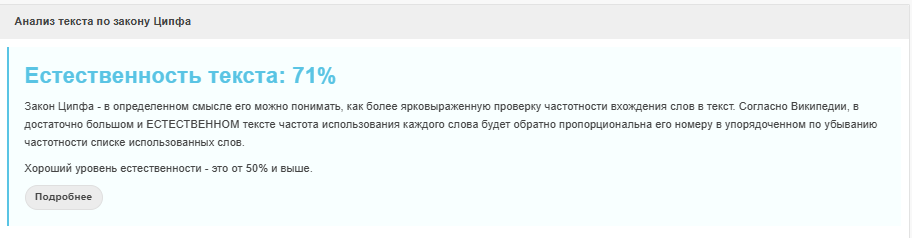 Анализ текста по закону Ципфа
Естественность текста: 71%
Закон Ципфа - в определенном смысле его можно понимать, как более ярковыраженную проверку частотности вхождения слов в текст. Согласно Википедии, в
достаточно большом и ЕСТЕСТВЕННОМ тексте частота использования каждого слова будет обратно пропорциональна его номеру в упорядоченном по убыванию
частотности списке использованных слов.
Хороший уровень естественности - это от 50% и выше.
Подробнее